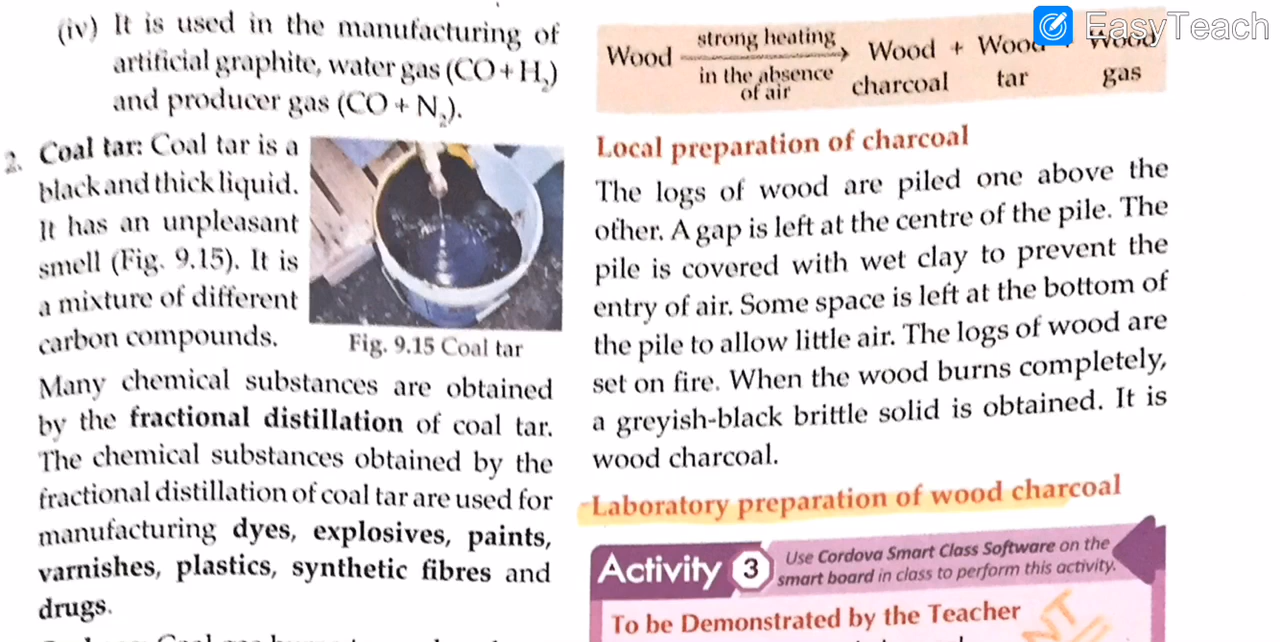 (iv) It is used in the manufacturing of
artificial graphite, water gas (CO + H₂)
and producer gas (CO + N₂).
2. Coal tar: Coal tar is a
black and thick liquid.
It has an unpleasant
smell (Fig. 9.15). It is
a mixture of different
carbon compounds.
Fig. 9.15 Coal tar
Many chemical substances are obtained
by the fractional distillation of coal tar.
The chemical substances obtained by the
fractional distillation of coal tar are used for
manufacturing dyes, explosives, paints,
varnishes, plastics, synthetic fibres and
drugs.
EasyTeach
Wood strong heating Wood + Wood + Wood
in the absence charcoal tar gas
of air
Local preparation of charcoal
The logs of wood are piled one above the
other. A gap is left at the centre of the pile. The
pile is covered with wet clay to prevent the
entry of air. Some space is left at the bottom of
the pile to allow little air. The logs of wood are
set on fire. When the wood burns completely,
a greyish-black brittle solid is obtained. It is
wood charcoal.
Laboratory preparation of wood charcoal
Activity 3 Use Cordova Smart Class Software on the
smart board in class to perform this activity.
To be Demonstrated by the Teacher